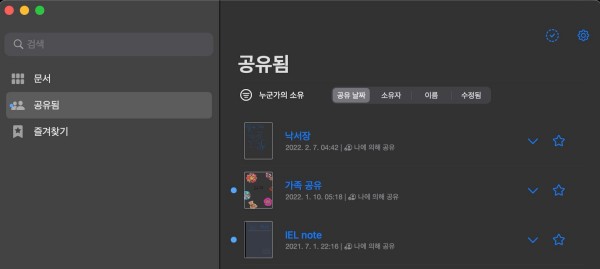 검색
문서
공유됨
즐겨찾기
공유됨
누군가의 소유
공유 날짜 소유자 이름 수정됨
낙서장
2022. 2. 7. 04:42 | 나에 의해 공유
가족 공유
2022. 1. 10. 05:18 | 나에 의해 공유
IEL note
2021. 7. 1. 22:16 | 나에 의해 공유